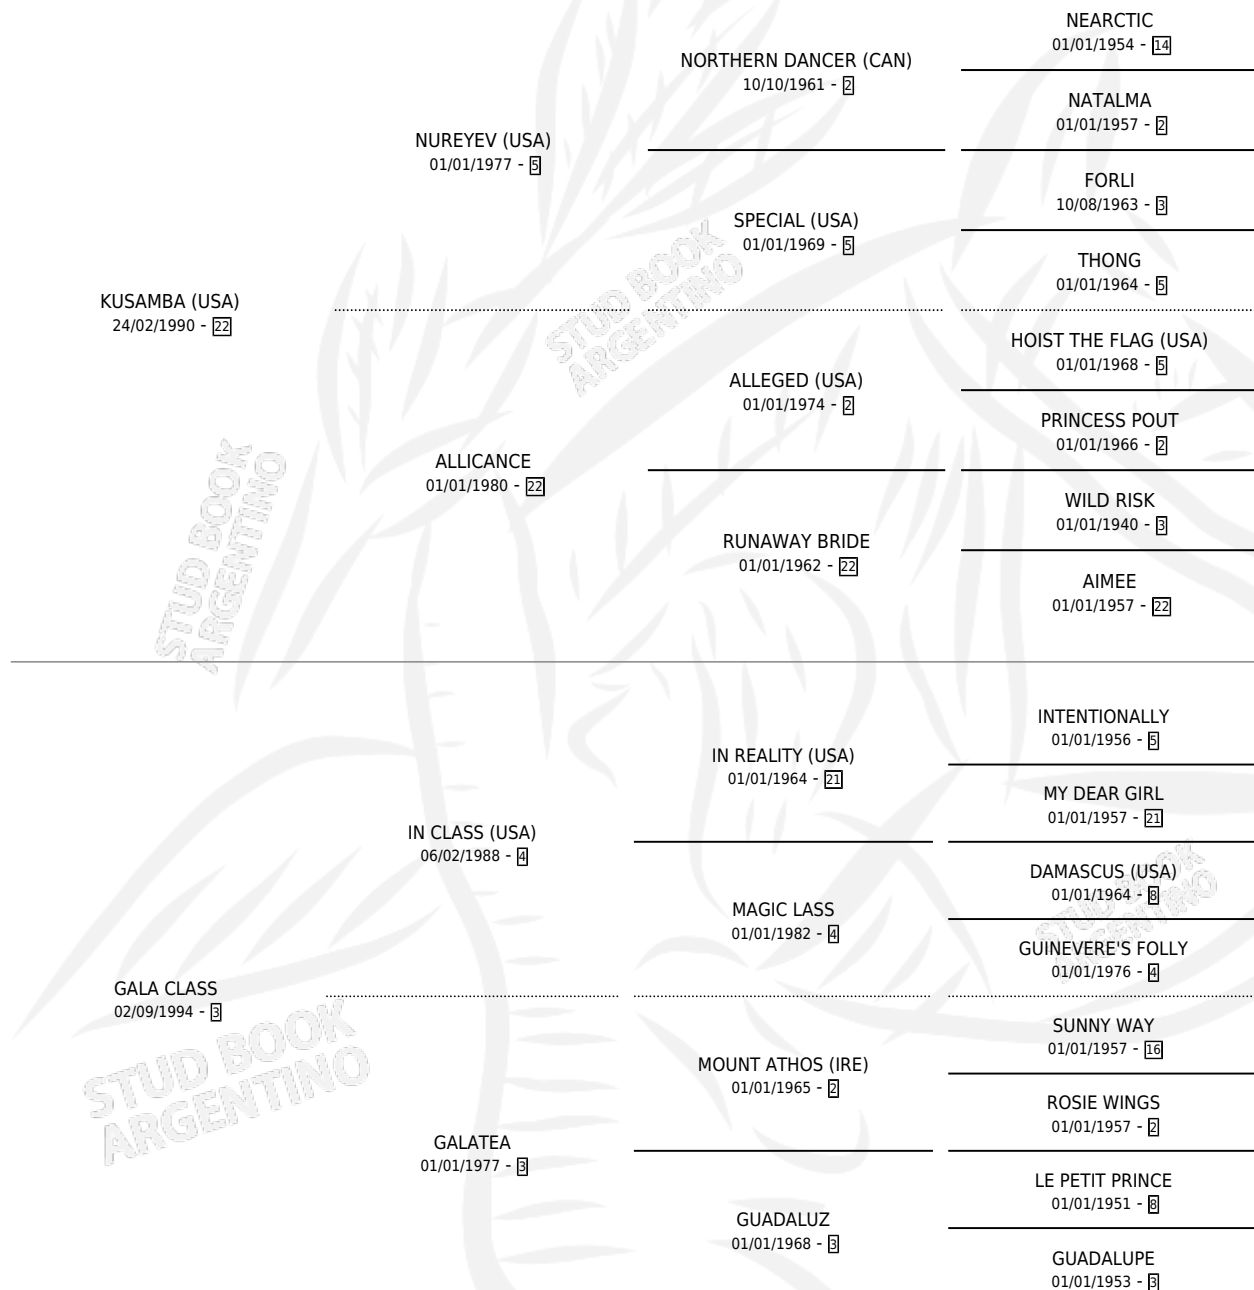 NEARCTIC
01/01/1954 - 14
NORTHERN DANCER (CAN)
10/10/1961 - 2
NATALMA
01/01/1957 - 2
NUREYEV (USA)
01/01/1977 - 5
FORLI
10/08/1963 - 3
SPECIAL (USA)
01/01/1969 - 5
THONG
01/01/1964 - 5
KUSAMBA (USA)
24/02/1990 - 22
HOIST THE FLAG (USA)
01/01/1968 - 5
ALLEGED (USA)
01/01/1974 - 2
PRINCESS POUT
01/01/1966 - 2
ALLICANCE
01/01/1980 - 22
WILD RISK
01/01/1940 - 3
RUNAWAY BRIDE
01/01/1962 - 22
AIMEE
01/01/1957 - 22
INTENTIONALLY
01/01/1956 - 5
IN REALITY (USA)
01/01/1964 - 21
MY DEAR GIRL
01/01/1957 - 21
IN CLASS (USA)
06/02/1988 - 4
DAMASCUS (USA)
01/01/1964 - 8
MAGIC LASS
01/01/1982 - 4
GUINEVERE'S FOLLY
01/01/1976 - 4
GALA CLASS
02/09/1994 - 3
SUNNY WAY
01/01/1957 - 16
MOUNT ATHOS (IRE)
01/01/1965 - 2
ROSIE WINGS
01/01/1957 - 2
GALATEA
01/01/1977 - 3
LE PETIT PRINCE
01/01/1951 - 8
GUADALUZ
01/01/1968 - 3
GUADALUPE
01/01/1953 - 3
STUD BOOK
ARGENTINO
STUD BOOK
ARGENTINO
STUD BOOK
ARGENTINO
STUD BOOK
ARGENTINO